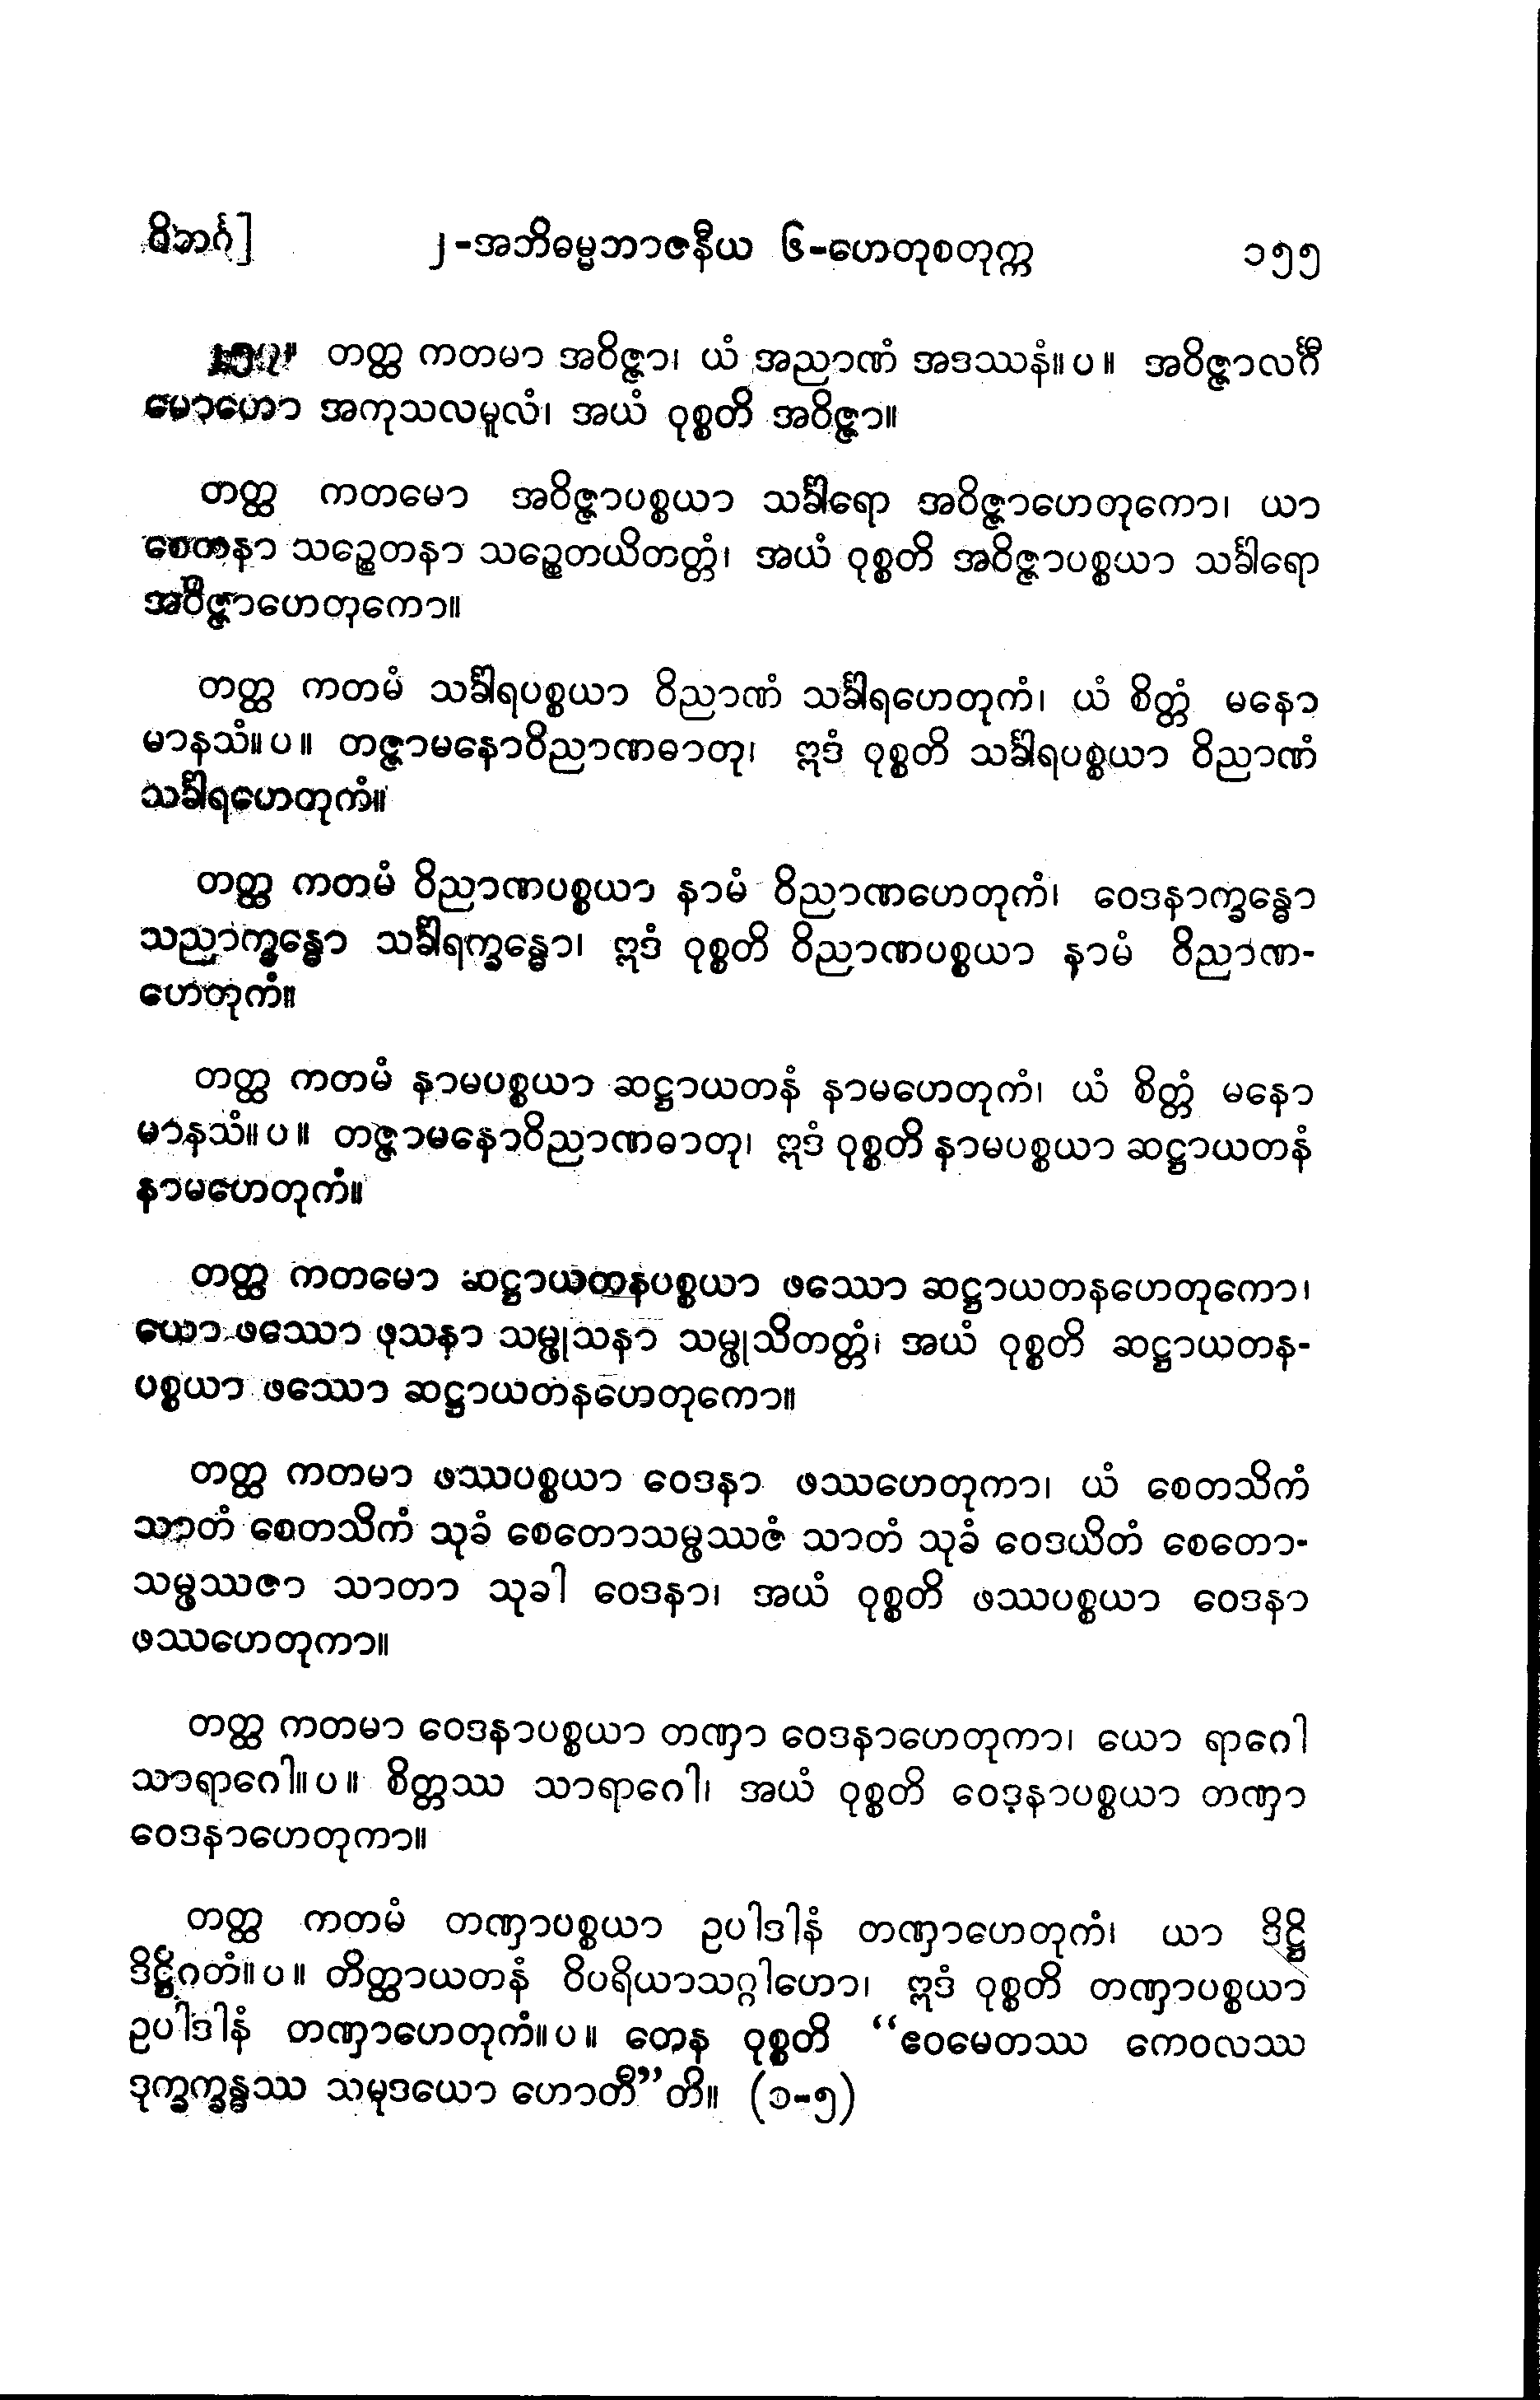 ဝိဘင်္ဂ] ၂-အဘိဓမ္မဘာဇနီယ ၆-ဟေတုစတုက္က ၁၅၅
တတ္ထ ကတမာ အဝိဇ္ဇာ၊ ယံ အညာဏံ အဒဿနံ။ပ။ အဝိဇ္ဇာလင်္ဂီ
မောဟော အကုသလမူလံ၊ အယံ ဝုစ္စတိ အဝိဇ္ဇာ။
တတ္ထ ကတမော အဝိဇ္ဇာပစ္စယာ သင်္ခါရော အဝိဇ္ဇာဟေတုကော၊ ယာ
စေတနာ သဉ္စေတနာ သဉ္စေတယိတတ္တံ၊ အယံ ဝုစ္စတိ အဝိဇ္ဇာပစ္စယာ သင်္ခါရော
အဝိဇ္ဇာဟေတုကော။
တတ္ထ ကတမံ သင်္ခါရပစ္စယာ ဝိညာဏံ သင်္ခါရဟေတုကံ၊ ယံ စိတ္တံ မနော
မာနသံ။ပ။ တဇ္ဇာမနောဝိညာဏဓာတု၊ ဣဒံ ဝုစ္စတိ သင်္ခါရပစ္စယာ ဝိညာဏံ
သင်္ခါရဟေတုကံ။
တတ္ထ ကတမံ ဝိညာဏပစ္စယာ နာမံ ဝိညာဏဟေတုကံ၊ ဝေဒနာက္ခန္ဓော
သညာက္ခန္ဓော သင်္ခါရက္ခန္ဓော၊ ဣဒံ ဝုစ္စတိ ဝိညာဏပစ္စယာ နာမံ ဝိညာဏ-
ဟေတုကံ။
တတ္ထ ကတမံ နာမပစ္စယာ ဆဋ္ဌာယတနံ နာမဟေတုကံ၊ ယံ စိတ္တံ မနော
မာနသံ။ပ။ တဇ္ဇာမနောဝိညာဏဓာတု၊ ဣဒံ ဝုစ္စတိ နာမပစ္စယာ ဆဋ္ဌာယတနံ
နာမဟေတုကံ။
တတ္ထ ကတမော ဆဋ္ဌာယတနပစ္စယာ ဖဿော ဆဋ္ဌာယတနဟေတုကော၊
ယော ဖဿော ဖုသနာ သမ္ဖုသနာ သမ္ဖုသိတတ္တံ၊ အယံ ဝုစ္စတိ ဆဋ္ဌာယတန-
ပစ္စယာ ဖဿော ဆဋ္ဌာယတနဟေတုကော။
တတ္ထ ကတမာ ဖဿပစ္စယာ ဝေဒနာ ဖဿဟေတုကာ၊ ယံ စေတသိကံ
သာတံ စေတသိကံ သုခံ စေတောသမ္ဖဿဇံ သာတံ သုခံ ဝေဒယိတံ စေတော-
သမ္ဖဿဇာ သာတာ သုခါ ဝေဒနာ၊ အယံ ဝုစ္စတိ ဖဿပစ္စယာ ဝေဒနာ
ဖဿဟေတုကာ။
တတ္ထ ကတမာ ဝေဒနာပစ္စယာ တဏှာ ဝေဒနာဟေတုကာ၊ ယော ရာဂေါ
သာရာဂေါ။ပ။ စိတ္တဿ သာရာဂေါ၊ အယံ ဝုစ္စတိ ဝေဒနာပစ္စယာ တဏှာ
ဝေဒနာဟေတုကာ။
တတ္ထ ကတမံ တဏှာပစ္စယာ ဥပါဒါနံ တဏှာဟေတုကံ၊ ယာ ဒိဋ္ဌိ
ဒိဋ္ဌိဂတံ။ပ။ တိတ္ထာယတနံ ဝိပရိယာသဂ္ဂါဟော၊ ဣဒံ ဝုစ္စတိ တဏှာပစ္စယာ
ဥပါဒါနံ တဏှာဟေတုကံ။ပ။ တေန ဝုစ္စတိ “ဧဝမေတဿ ကေဝလဿ
ဒုက္ခက္ခန္ဓဿ သမုဒယော ဟောတီ”တိ။ (၁-၅)